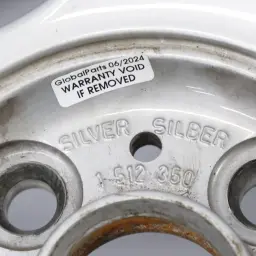 GlobalParts 06/2024
WARRANTY VOID
IF REMOVED
SILVER SILBER
1 512 350